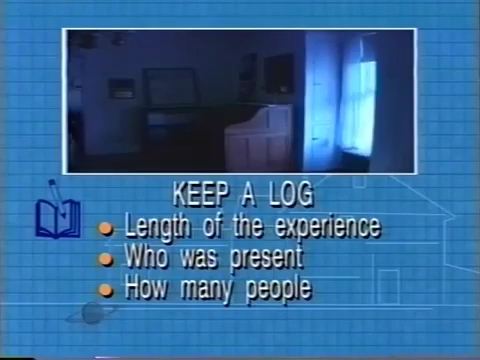 KEEP A LOG
Length of the experience
Who was present
How many people